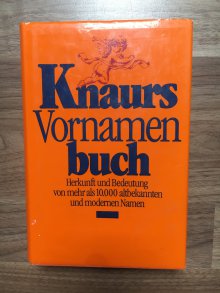 Knaurs
Vornamen
buch
Herkunft und Bedeutung
von mehr als 10.000 altbekannten
und modernen Namen